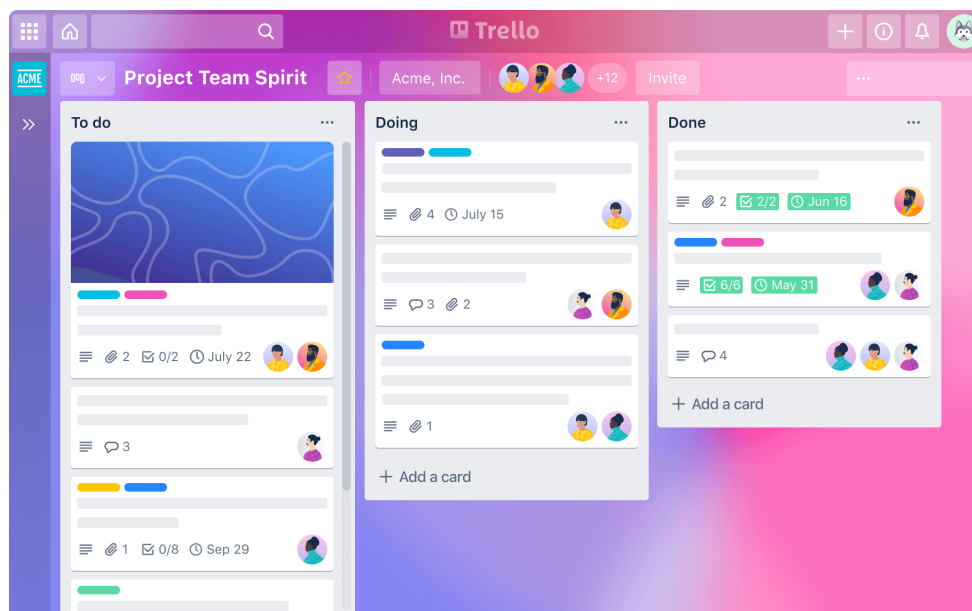 Trello
ACME
Project Team Spirit
Acme, Inc.
+12
Invite
To do
2 0/2 July 22
3
1 0/8 Sep 29
Doing
4 July 15
3 2
1
+ Add a card
Done
2 2/2 Jun 16
6/6 May 31
4
+ Add a card